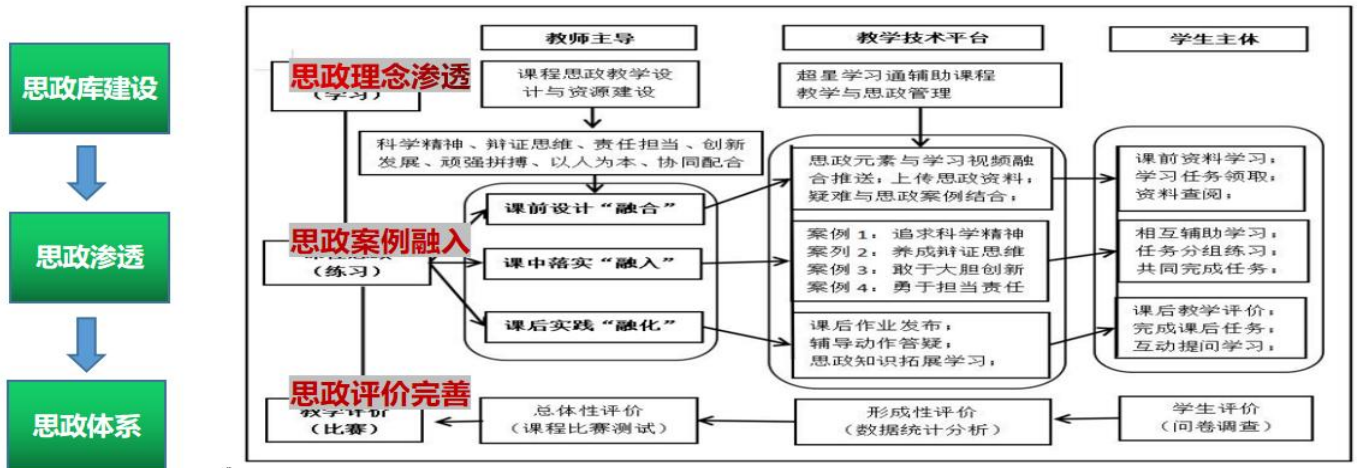 思政库建设
思政渗透
思政体系
教师主导
教学技术平台
学生主体
思政理念渗透
（学习）
课程思政教学设
计与资源建设
超星学习通辅助课程
教学与思政管理
科学精神、辩证思维、责任担当、创新
发展、顽强拼搏、以人为本、协同配合
课前设计“融合”
思政元素与学习视频融
合推送；上传思政资料；
疑难与思政案例结合；
课前资料学习；
学习任务领取；
资料查阅；
思政案例融入
（练习）
课中落实“融入”
案例 1：追求科学精神
案列 2：养成辩证思维
案例 3：敢于大胆创新
案例 4：勇于担当责任
相互辅助学习；
任务分组练习；
共同完成任务；
课后实践“融化”
课后作业发布；
辅导动作答疑；
思政知识拓展学习；
课后教学评价；
完成课后任务；
互动提问学习；
思政评价完善
教学评价
（比赛）
总体性评价
（课程比赛测试）
形成性评价
（数据统计分析）
学生评价
（问卷调查）